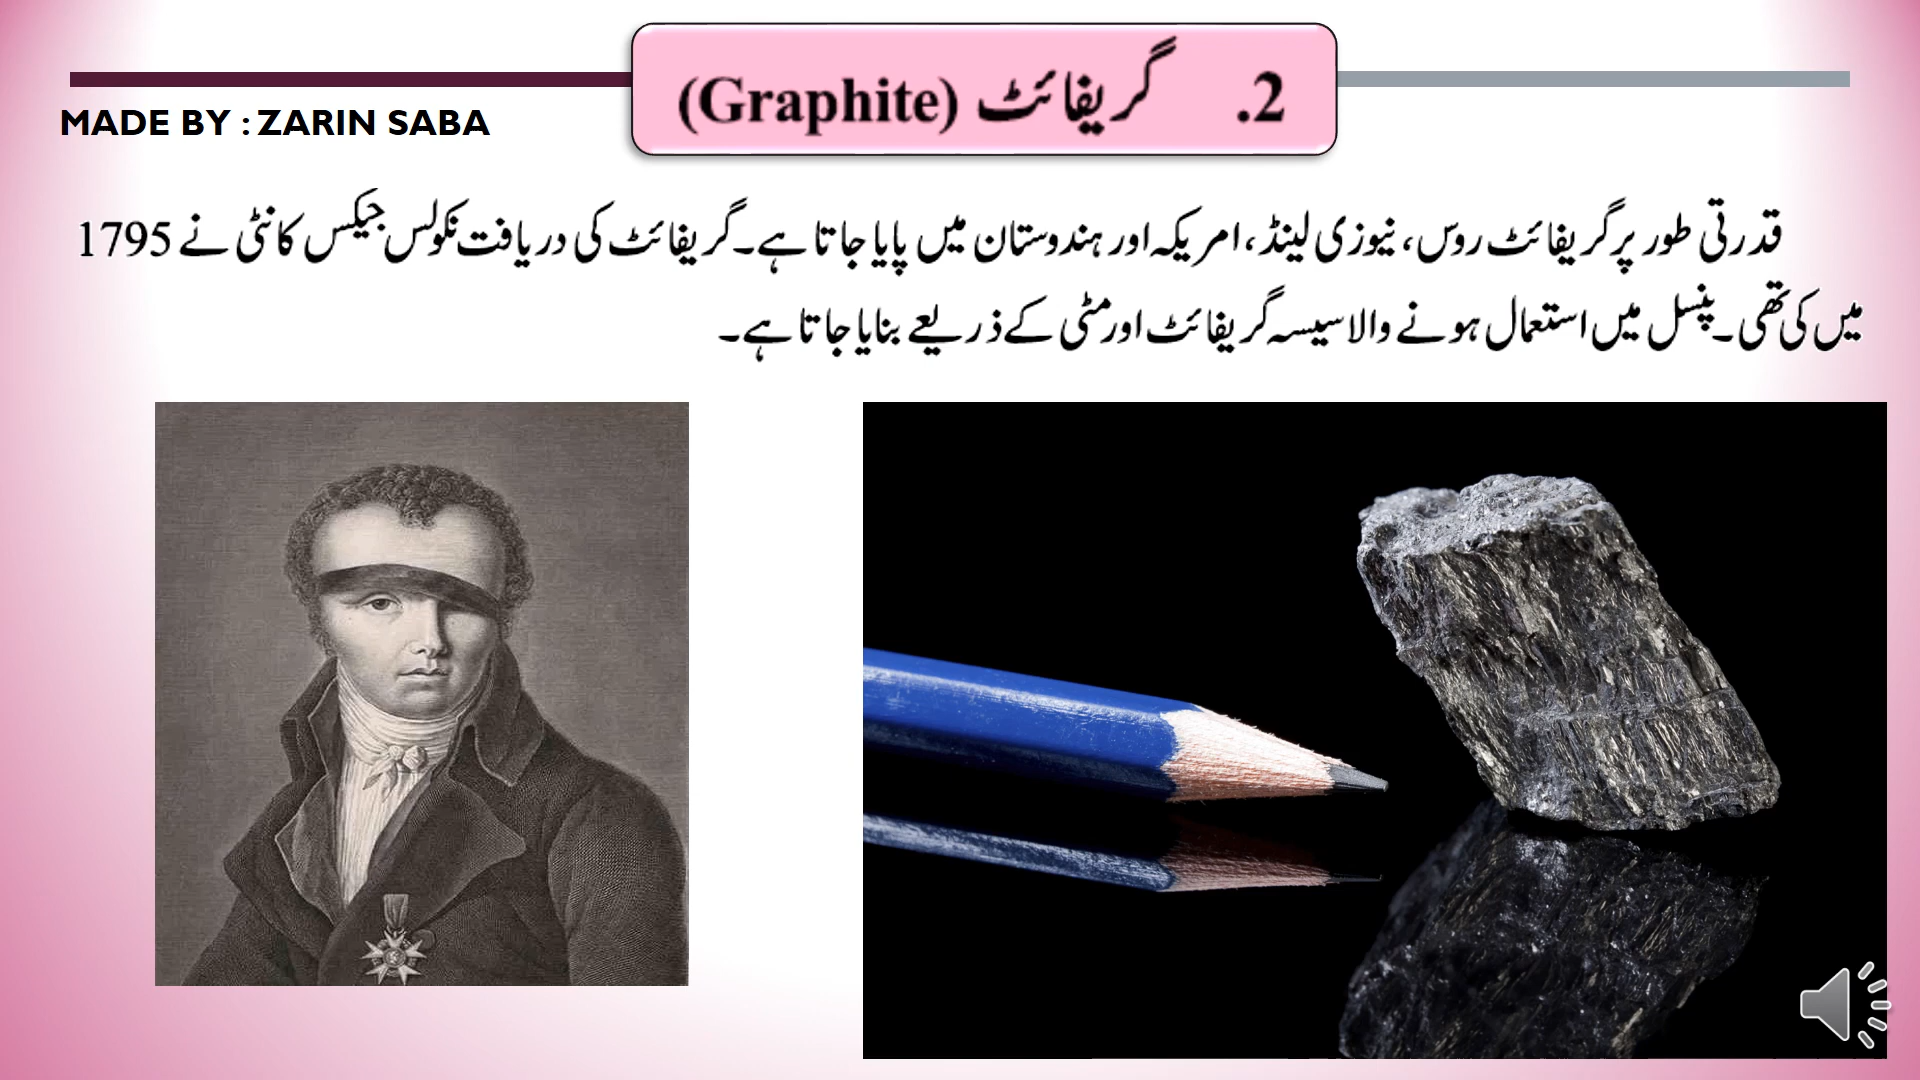 2. گریفائٹ (Graphite)
MADE BY : ZARIN SABA
قدرتی طور پر گریفائٹ روس، نیوزی لینڈ، امریکہ اور ہندوستان میں پایا جاتا ہے۔ گریفائٹ کی دریافت نکولس جیکس کانٹی نے 1795
میں کی تھی۔ پنسل میں استعمال ہونے والا سیسہ گریفائٹ اور مٹی کے ذریعے بنایا جاتا ہے۔